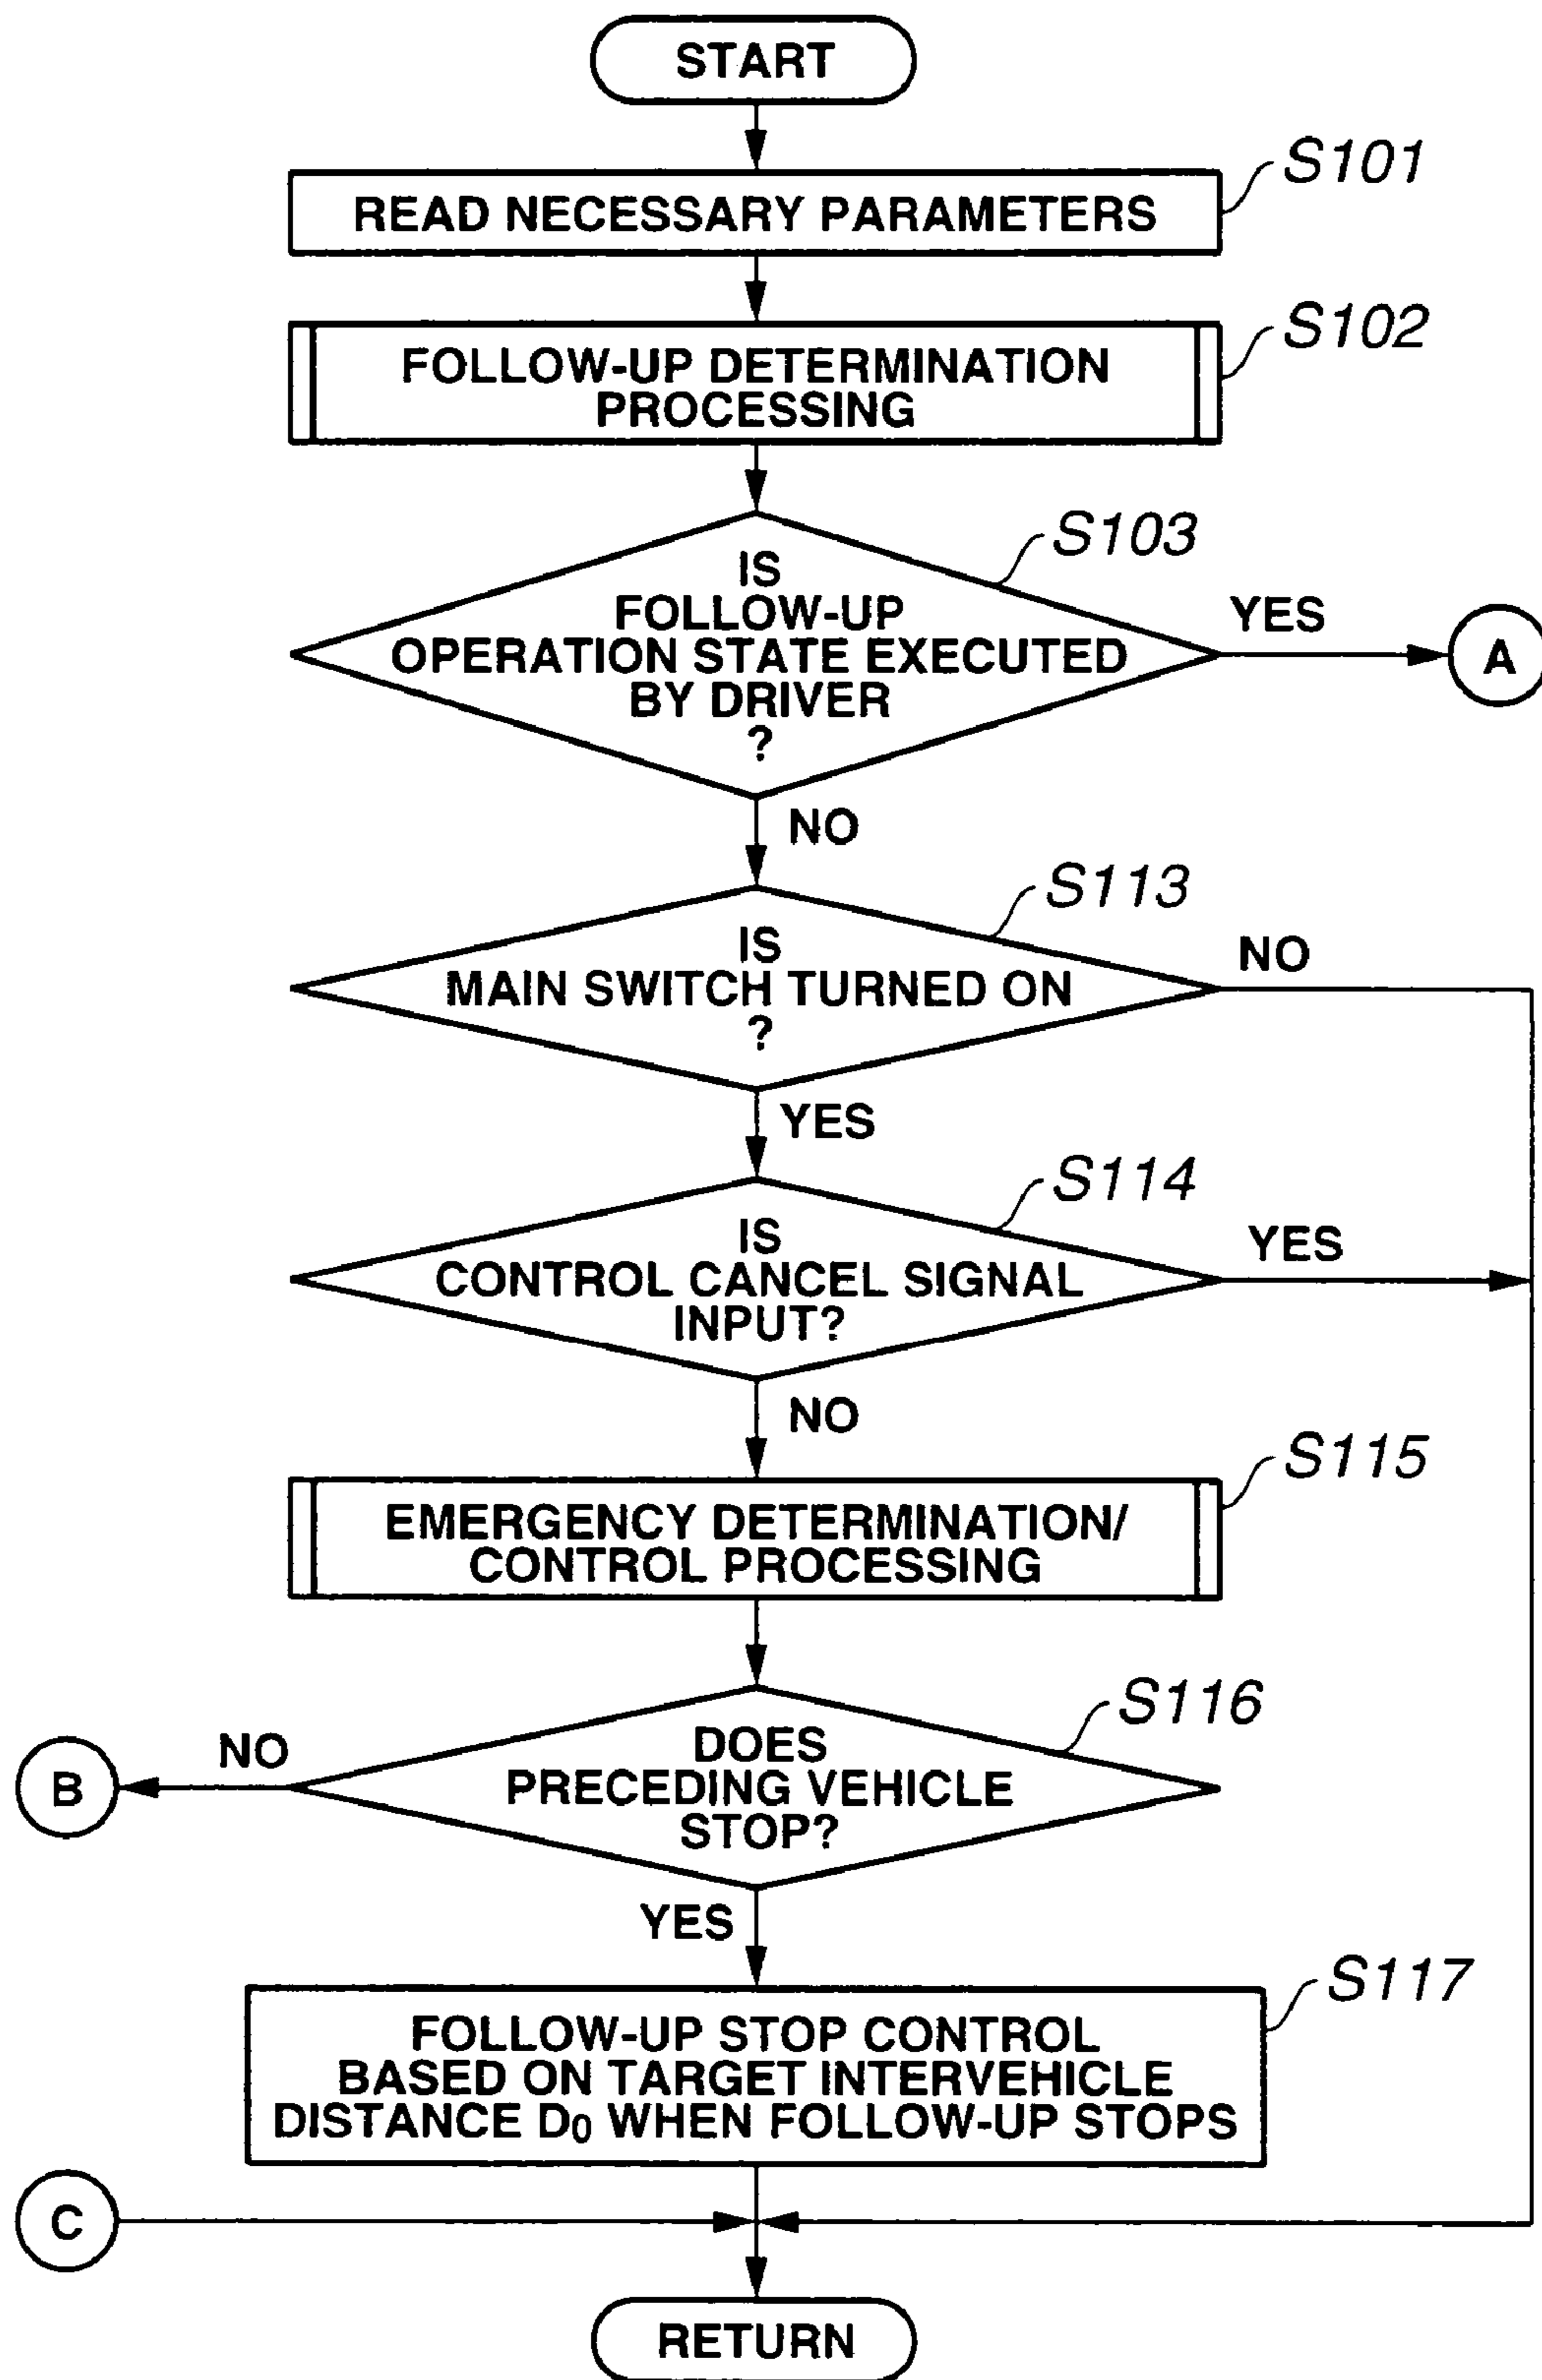 START
S101
READ NECESSARY PARAMETERS
S102
FOLLOW-UP DETERMINATION
PROCESSING
S103
IS
FOLLOW-UP
OPERATION STATE EXECUTED
BY DRIVER
?
YES
A
NO
S113
IS
MAIN SWITCH TURNED ON
?
NO
YES
S114
IS
CONTROL CANCEL SIGNAL
INPUT?
YES
NO
S115
EMERGENCY DETERMINATION/
CONTROL PROCESSING
S116
DOES
PRECEDING VEHICLE
STOP?
NO
B
YES
S117
FOLLOW-UP STOP CONTROL
BASED ON TARGET INTERVEHICLE
DISTANCE D0 WHEN FOLLOW-UP STOPS
C
RETURN